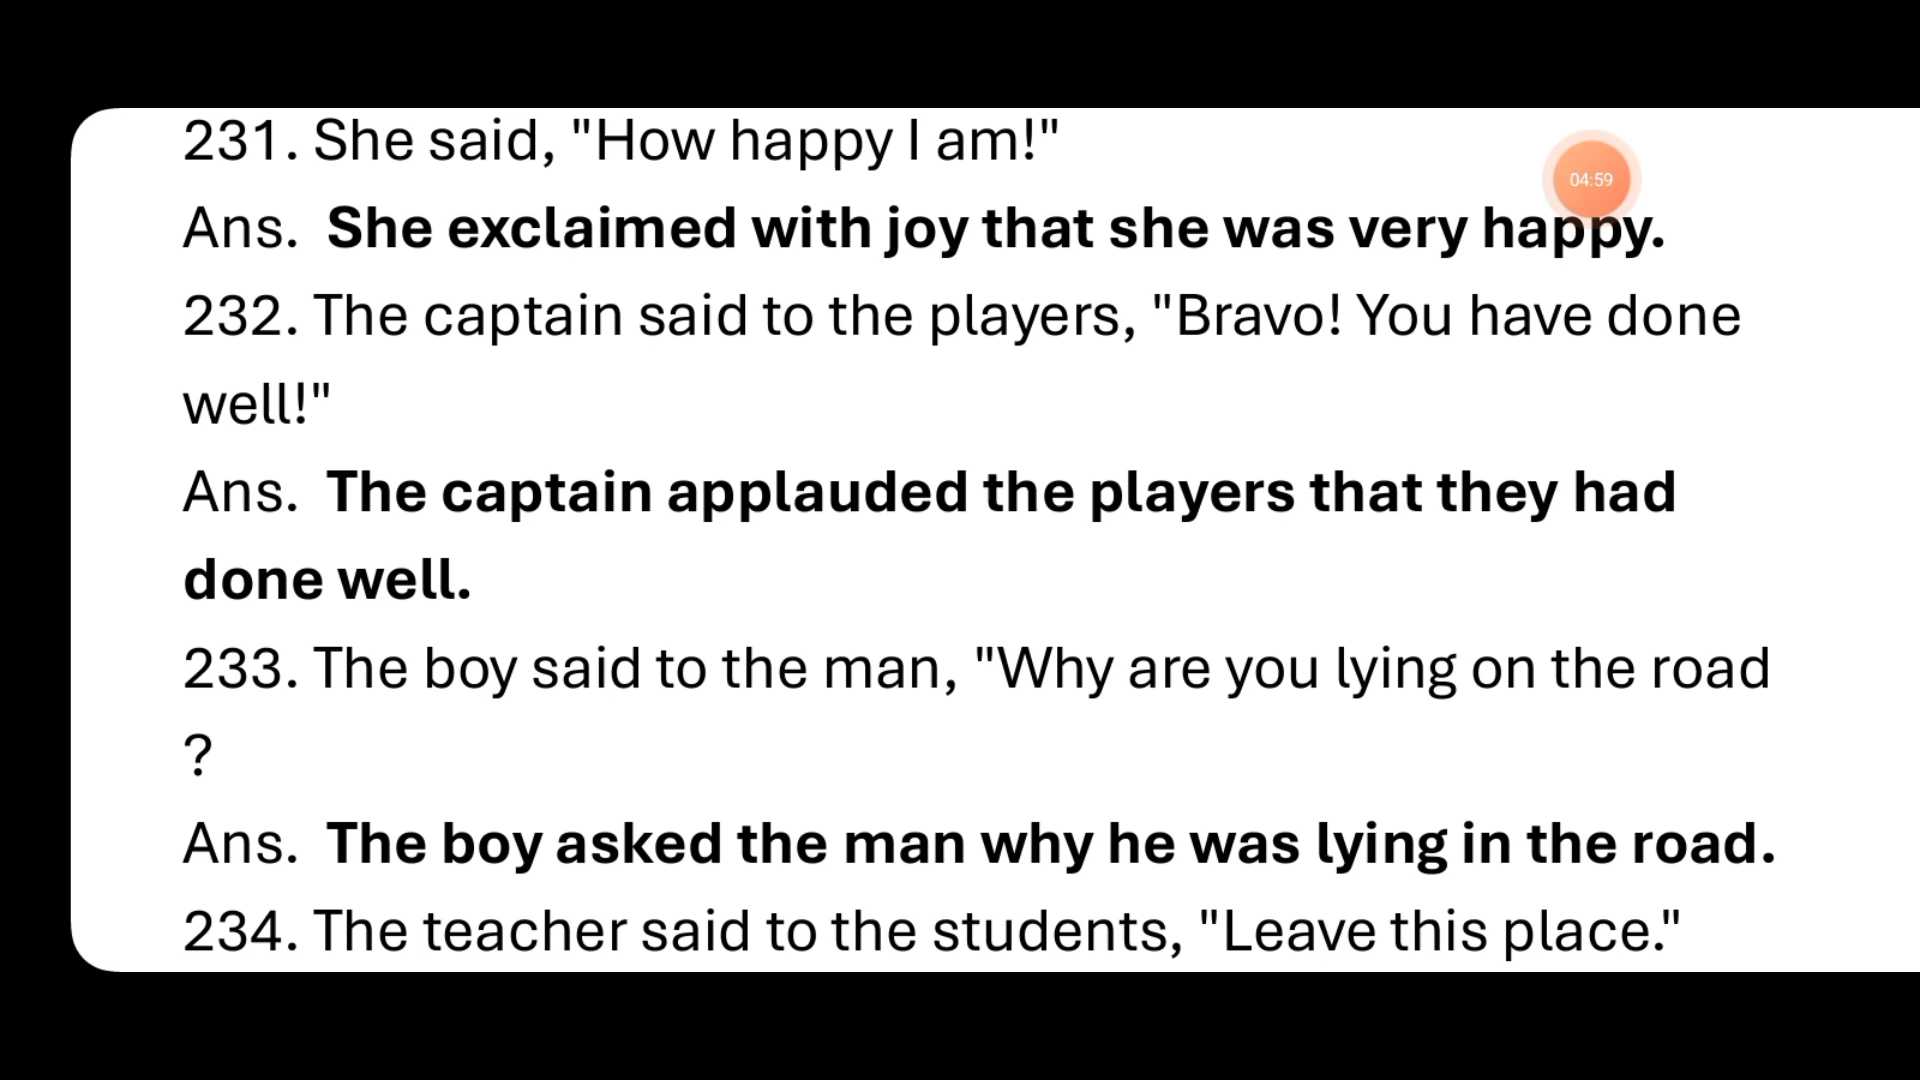 231. She said, "How happy I am!"
04:59
Ans. She exclaimed with joy that she was very happy.
232. The captain said to the players, "Bravo! You have done
well!"
Ans. The captain applauded the players that they had
done well.
233. The boy said to the man, "Why are you lying on the road
?
Ans. The boy asked the man why he was lying in the road.
234. The teacher said to the students, "Leave this place."